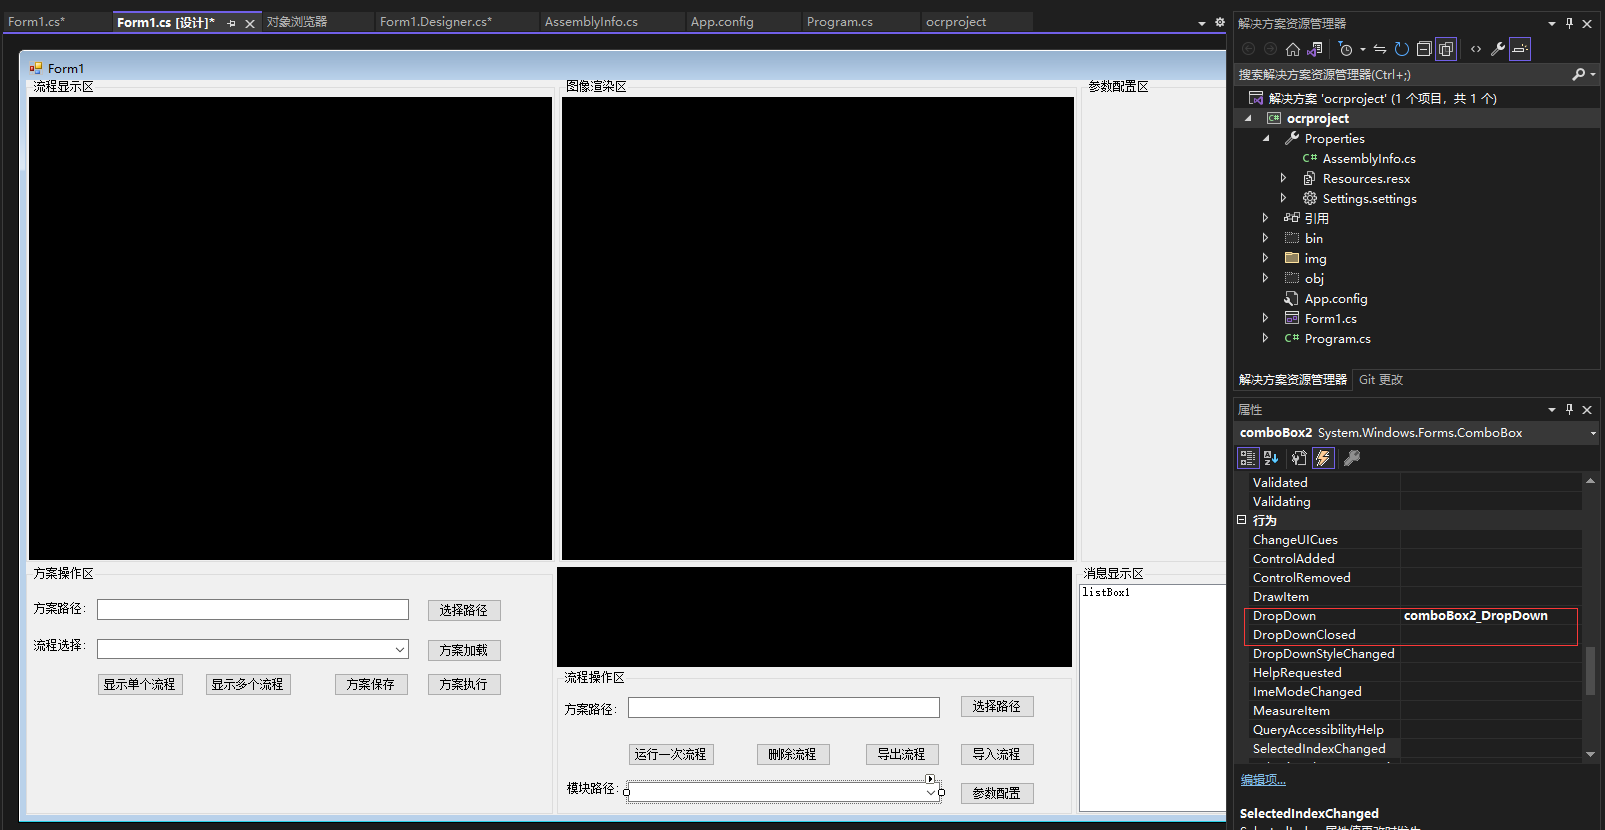 Form1.cs*
Form1.cs [设计]*
对象浏览器
Form1.Designer.cs*
AssemblyInfo.cs
App.config
Program.cs
ocrproject
Form1
流程显示区
图像渲染区
参数配置区
方案操作区
方案路径：
选择路径
流程选择：
方案加载
显示单个流程
显示多个流程
方案保存
方案执行
流程操作区
方案路径：
选择路径
运行一次流程
删除流程
导出流程
导入流程
模块路径：
参数配置
消息显示区
listBox1
解决方案资源管理器
搜索解决方案资源管理器(Ctrl+;)
解决方案 'ocrproject' (1 个项目，共 1 个)
C# ocrproject
Properties
C# AssemblyInfo.cs
Resources.resx
Settings.settings
引用
bin
img
obj
App.config
Form1.cs
C# Program.cs
解决方案资源管理器
Git 更改
属性
comboBox2 System.Windows.Forms.ComboBox
Validated
Validating
行为
ChangeUICues
ControlAdded
ControlRemoved
DrawItem
DropDown comboBox2_DropDown
DropDownClosed
DropDownStyleChanged
HelpRequested
ImeModeChanged
MeasureItem
QueryAccessibilityHelp
SelectedIndexChanged
编辑项...
SelectedIndexChanged